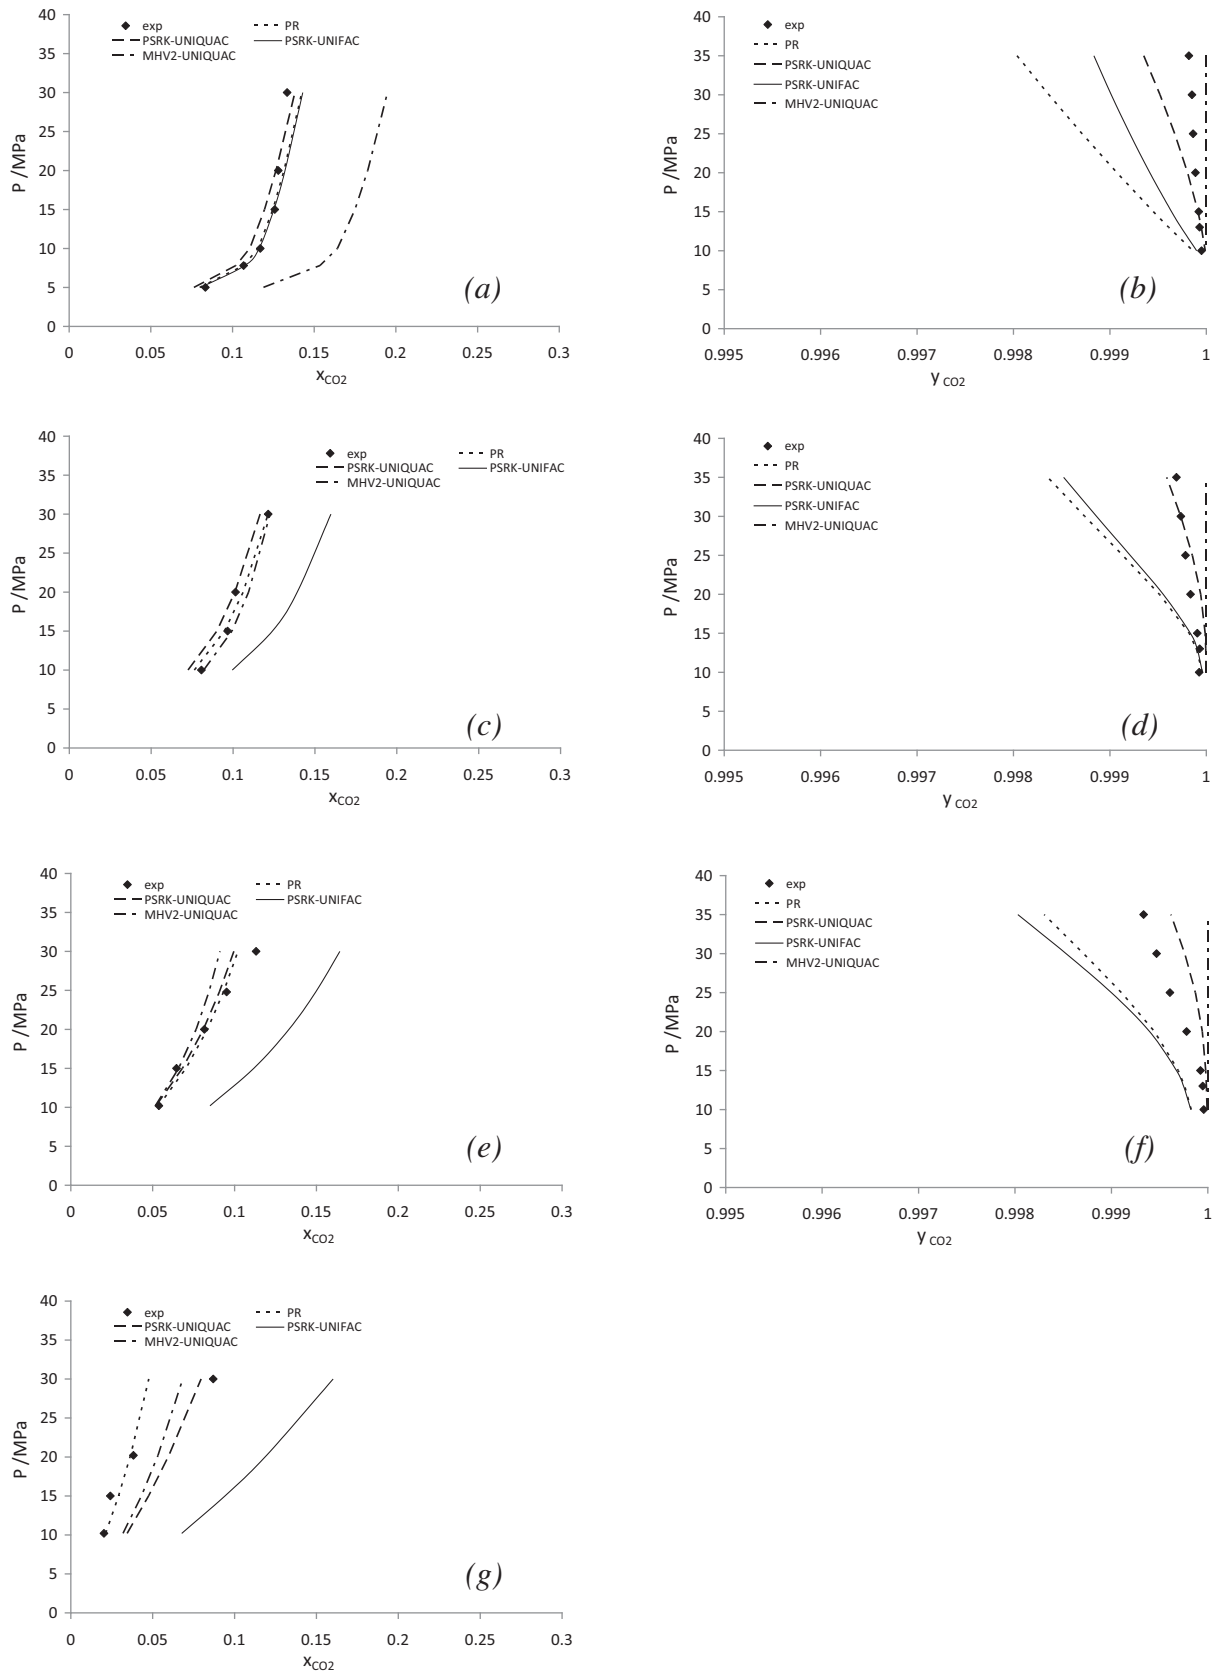 40
35
30
25
20
15
10
5
0
P /MPa
exp
PR
PSRK-UNIQUAC
PSRK-UNIFAC
MHV2-UNIQUAC
(a)
0 0.05 0.1 0.15 0.2 0.25 0.3
xCO2
40
35
30
25
20
15
10
5
0
P /MPa
exp
PR
PSRK-UNIQUAC
PSRK-UNIFAC
MHV2-UNIQUAC
(b)
0.995 0.996 0.997 0.998 0.999 1
y CO2
40
35
30
25
20
15
10
5
0
P /MPa
exp
PR
PSRK-UNIQUAC
PSRK-UNIFAC
MHV2-UNIQUAC
(c)
0 0.05 0.1 0.15 0.2 0.25 0.3
xCO2
40
35
30
25
20
15
10
5
0
P /MPa
exp
PR
PSRK-UNIQUAC
PSRK-UNIFAC
MHV2-UNIQUAC
(d)
0.995 0.996 0.997 0.998 0.999 1
y CO2
40
35
30
25
20
15
10
5
0
P /MPa
exp
PR
PSRK-UNIQUAC
PSRK-UNIFAC
MHV2-UNIQUAC
(e)
0 0.05 0.1 0.15 0.2 0.25 0.3
xCO2
40
35
30
25
20
15
10
5
0
P /MPa
exp
PR
PSRK-UNIQUAC
PSRK-UNIFAC
MHV2-UNIQUAC
(f)
0.995 0.996 0.997 0.998 0.999 1
y CO2
40
35
30
25
20
15
10
5
0
P /MPa
exp
PR
PSRK-UNIQUAC
PSRK-UNIFAC
MHV2-UNIQUAC
(g)
0 0.05 0.1 0.15 0.2 0.25 0.3
xCO2